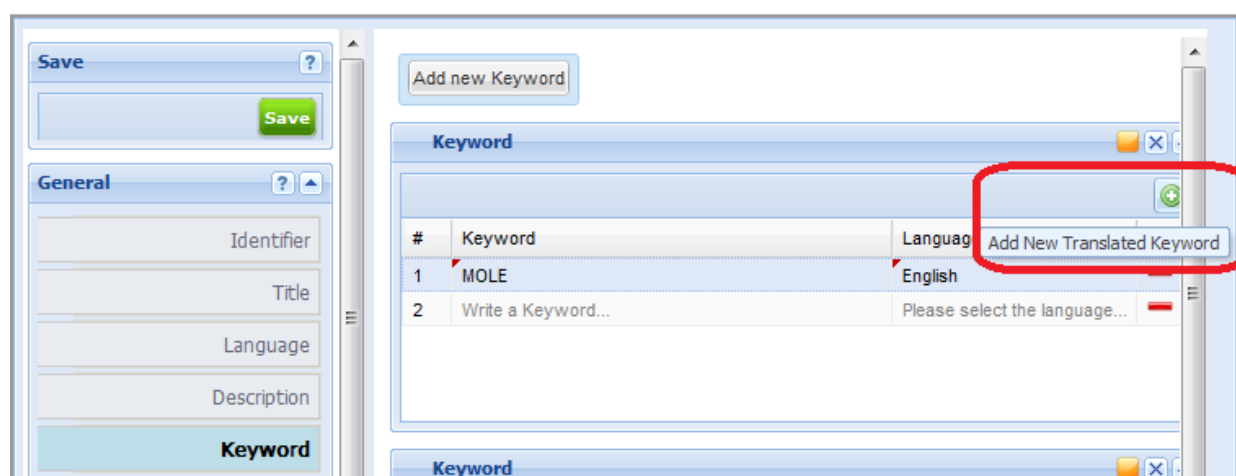 Save ?
Save
General ?
Identifier
Title
Language
Description
Keyword
Add new Keyword
Keyword
# Keyword Languag
Add New Translated Keyword
1 MOLE English
2 Write a Keyword... Please select the language...
Keyword